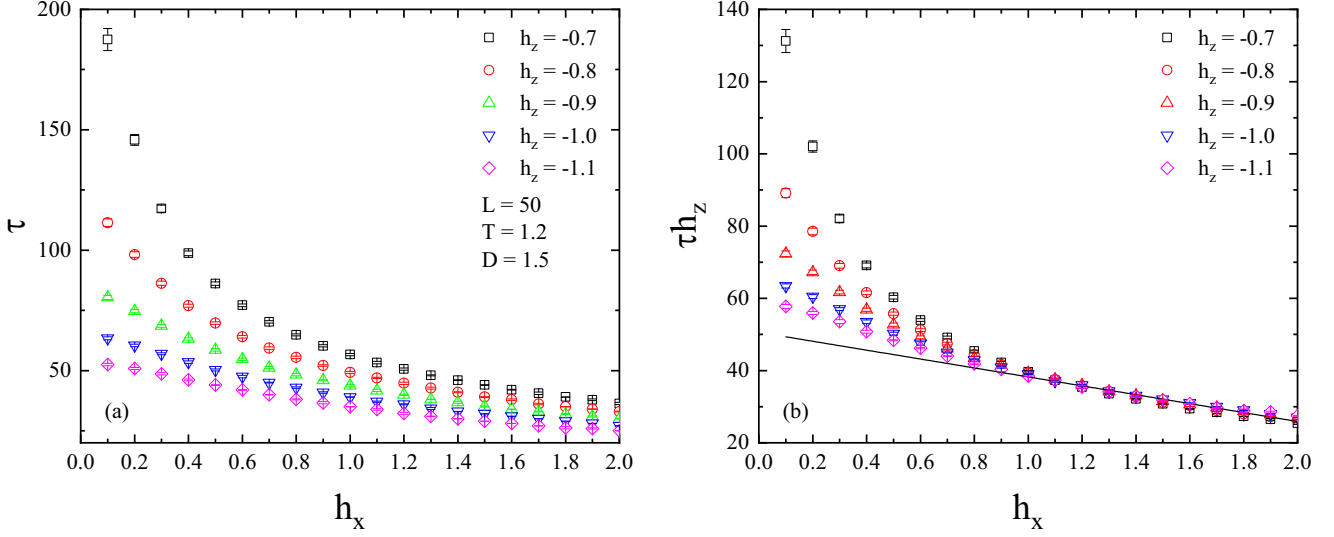 200
150
100
50
τ
0.0 0.2 0.4 0.6 0.8 1.0 1.2 1.4 1.6 1.8 2.0
h_x
h_z = -0.7
h_z = -0.8
h_z = -0.9
h_z = -1.0
h_z = -1.1
L = 50
T = 1.2
D = 1.5
(a)
140
120
100
80
60
40
20
τh_z
0.0 0.2 0.4 0.6 0.8 1.0 1.2 1.4 1.6 1.8 2.0
h_x
h_z = -0.7
h_z = -0.8
h_z = -0.9
h_z = -1.0
h_z = -1.1
(b)